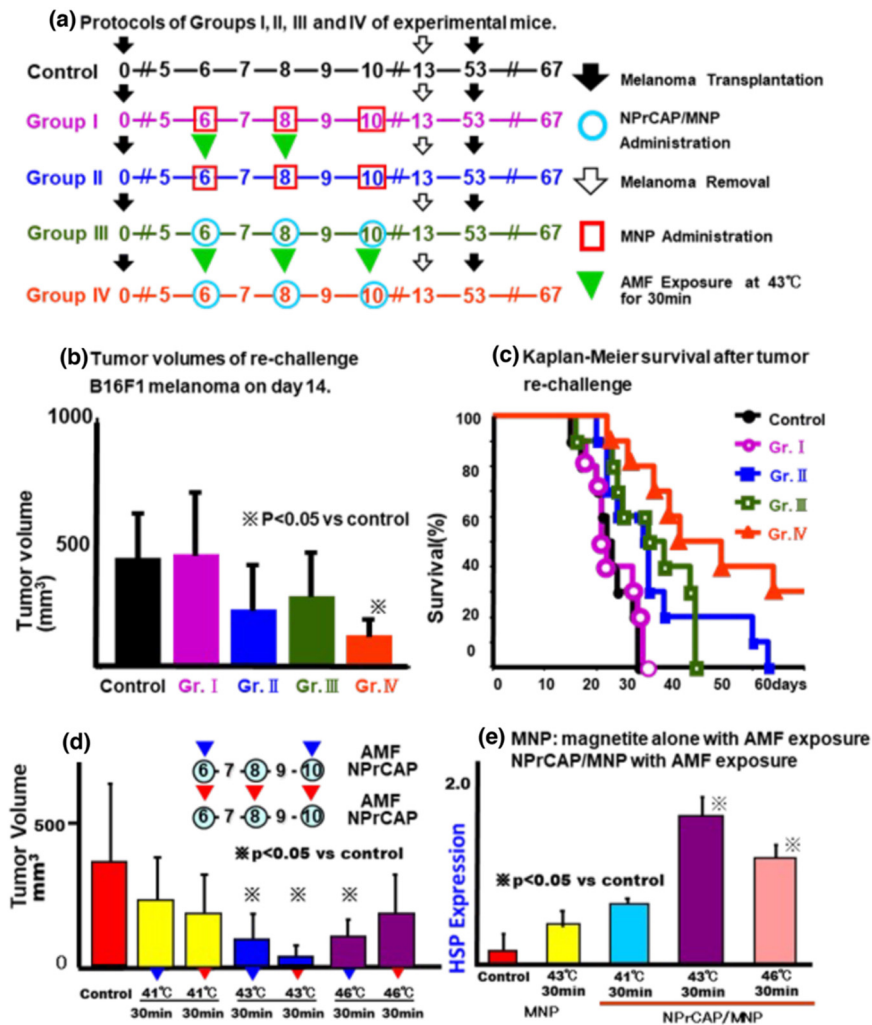 (a) Protocols of Groups I, II, III and IV of experimental mice.
Control 0 5 6 7 8 9 10 13 53 67
Group I 0 5 6 7 8 9 10 13 53 67
Group II 0 5 6 7 8 9 10 13 53 67
Group III 0 5 6 7 8 9 10 13 53 67
Group IV 0 5 6 7 8 9 10 13 53 67
Melanoma Transplantation
NPrCAP/MNP
Administration
Melanoma Removal
MNP Administration
AMF Exposure at 43℃
for 30min
(b) Tumor volumes of re-challenge
B16F1 melanoma on day 14.
1000
500
Tumor volume
(mm³)
※ P<0.05 vs control
※
Control Gr. I Gr. II Gr. III Gr. IV
(c) Kaplan-Meier survival after tumor
re-challenge
100
80
60
40
20
0
Survival(%)
Control
Gr. I
Gr. II
Gr. III
Gr. IV
0 10 20 30 40 50 60days
(d)
AMF
6 - 7 - 8 - 9 - 10 NPrCAP
AMF
6 - 7 - 8 - 9 - 10 NPrCAP
Tumor Volume
mm³
500
0
※p<0.05 vs control
※ ※ ※
Control 41℃ 41℃ 43℃ 43℃ 46℃ 46℃
30min 30min 30min 30min 30min 30min
(e) MNP: magnetite alone with AMF exposure
NPrCAP/MNP with AMF exposure
2.0
HSP Expression
※p<0.05 vs control
※
※
Control 43℃ 41℃ 43℃ 46℃
30min 30min 30min 30min
MNP NPrCAP/MNP